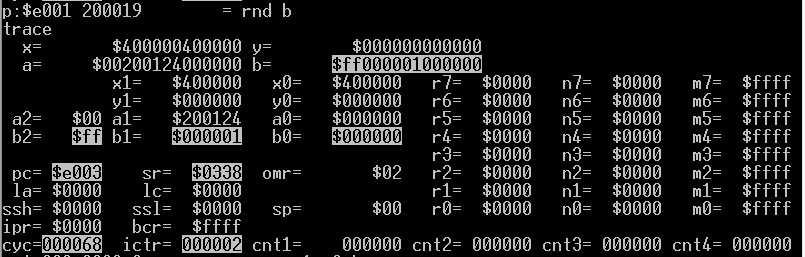 p:$e001 200019 = rnd b
trace
x= $400000400000 y= $000000000000
a= $00200124000000 b= $ff000001000000
x1= $400000 x0= $400000 r7= $0000 n7= $0000 m7= $ffff
y1= $000000 y0= $000000 r6= $0000 n6= $0000 m6= $ffff
a2= $00 a1= $200124 a0= $000000 r5= $0000 n5= $0000 m5= $ffff
b2= $ff b1= $000001 b0= $000000 r4= $0000 n4= $0000 m4= $ffff
r3= $0000 n3= $0000 m3= $ffff
pc= $e003 sr= $0338 omr= $02 r2= $0000 n2= $0000 m2= $ffff
la= $0000 lc= $0000 r1= $0000 n1= $0000 m1= $ffff
ssh= $0000 ssl= $0000 sp= $00 r0= $0000 n0= $0000 m0= $ffff
ipr= $0000 bcr= $ffff
cyc=000068 ictr= 000002 cnt1= 000000 cnt2= 000000 cnt3= 000000 cnt4= 000000